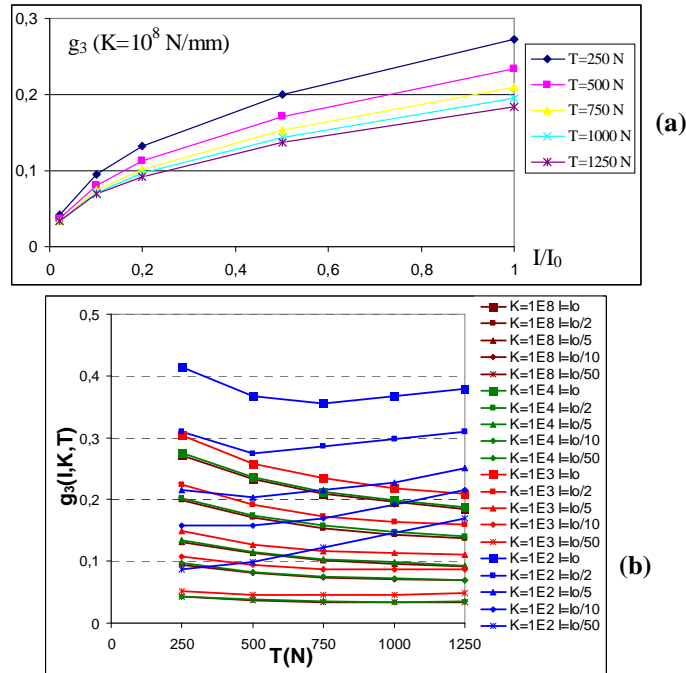 0,3
g3 (K=10^8 N/mm)
0,2
0,1
0
0,2
0,4
0,6
0,8
1
I/I0
T=250 N
T=500 N
T=750 N
T=1000 N
T=1250 N
(a)
0,5
0,4
0,3
0,2
0,1
0
g3(I,K,T)
0
250
500
750
1000
1250
T(N)
K=1E8 I=Io
K=1E8 I=Io/2
K=1E8 I=Io/5
K=1E8 I=Io/10
K=1E8 I=Io/50
K=1E4 I=Io
K=1E4 I=Io/2
K=1E4 I=Io/5
K=1E4 I=Io/10
K=1E4 I=Io/50
K=1E3 I=Io
K=1E3 I=Io/2
K=1E3 I=Io/5
K=1E3 I=Io/10
K=1E3 I=Io/50
K=1E2 I=Io
K=1E2 I=Io/2
K=1E2 I=Io/5
K=1E2 I=Io/10
K=1E2 I=Io/50
(b)